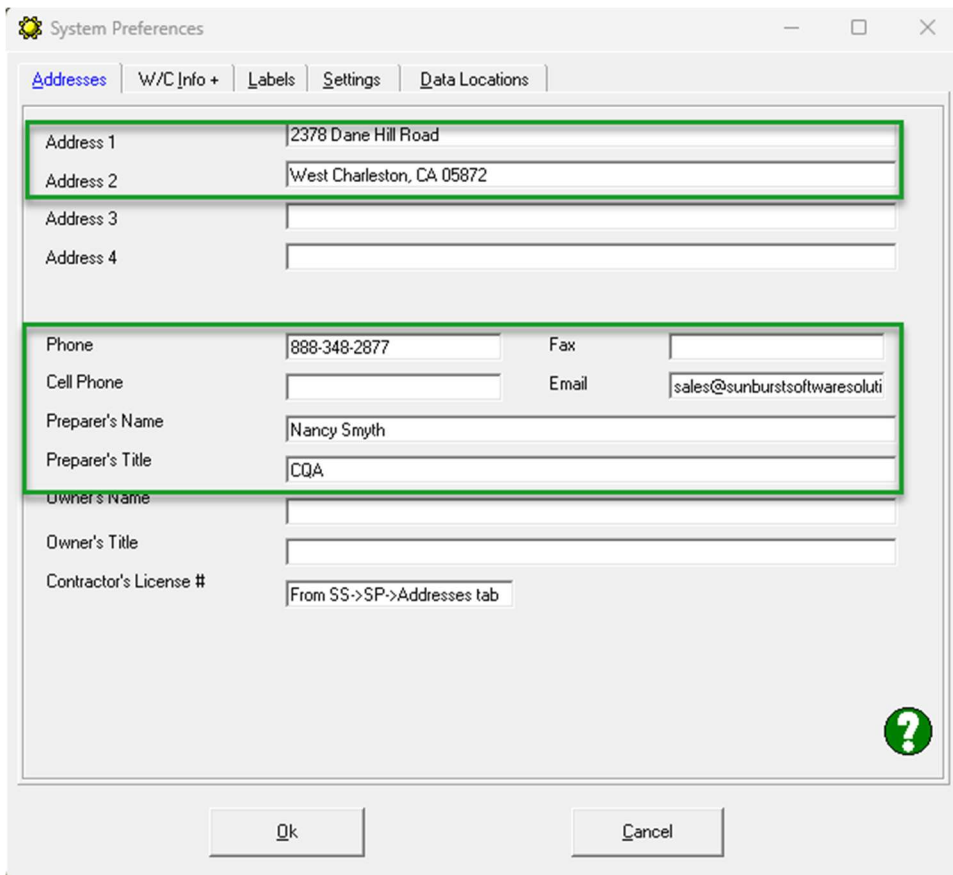 System Preferences
Addresses W/C Info + Labels Settings Data Locations
Address 1 2378 Dane Hill Road
Address 2 West Charleston, CA 05872
Address 3
Address 4
Phone 888-348-2877 Fax
Cell Phone Email sales@sunburstsoftwaresoluti
Preparer's Name Nancy Smyth
Preparer's Title CQA
Owner's Name
Owner's Title
Contractor's License # From SS->SP->Addresses tab
?
Ok Cancel